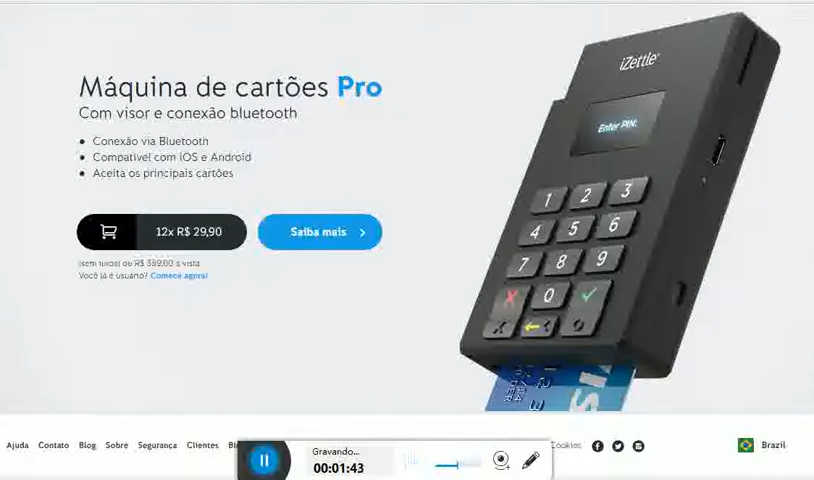 Máquina de cartões Pro
Com visor e conexão bluetooth
Conexão via Bluetooth
Compatível com iOS e Android
Aceita os principais cartões
12x R$ 29,90
Saiba mais
(sem juros) ou R$ 359,00 à vista
Você já é usuário? Comece agora!
iZettle
Enter PIN:
1 2 3
4 5 6
7 8 9
0
VIS
Ajuda Contato Blog Sobre Segurança Clientes
Cookies
Brazil
Gravando...
00:01:43